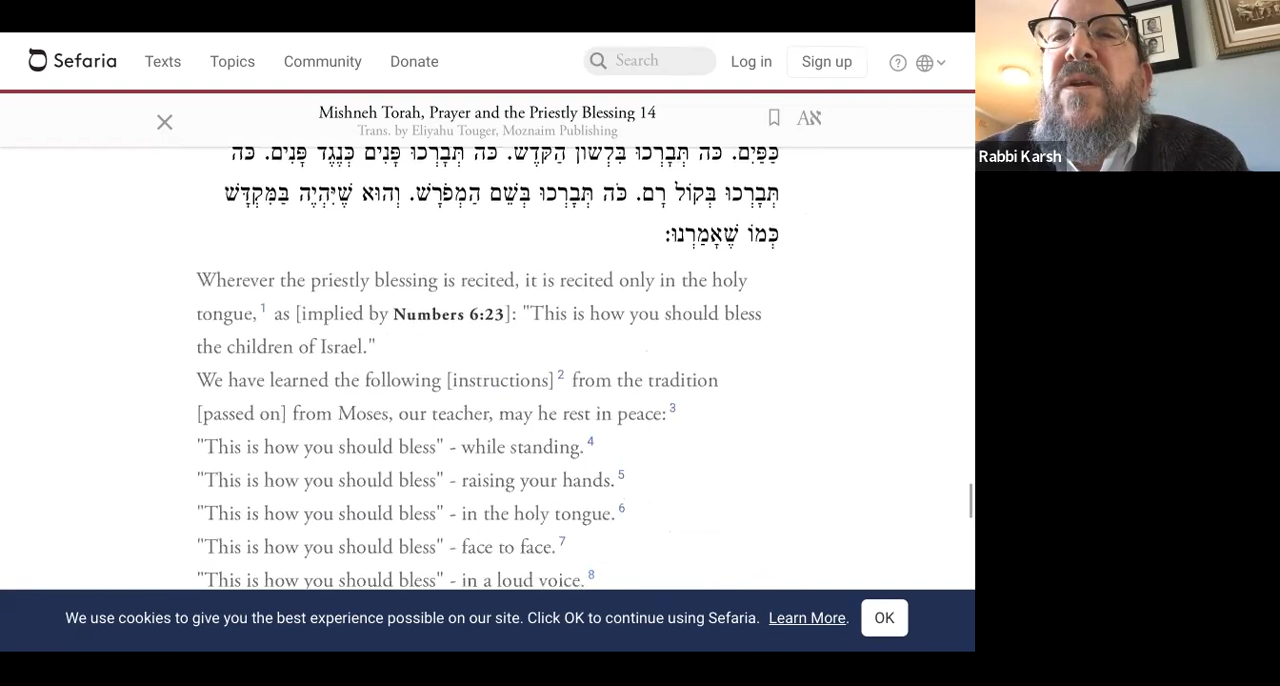 Sefaria Texts Topics Community Donate Search Log in Sign up
Mishneh Torah, Prayer and the Priestly Blessing 14
Trans. by Eliyahu Touger, Moznaim Publishing
כַּפַּיִם. כֹּה תְּבָרְכוּ בִּלְשׁוֹן הַקֹּדֶשׁ. כֹּה תְּבָרְכוּ פָּנִים כְּנֶגֶד פָּנִים. כֹּה
תְּבָרְכוּ בְּקוֹל רָם. כֹּה תְּבָרְכוּ בְּשֵׁם הַמְפֹרָשׁ. וְהוּא שֶׁיִּהְיֶה בַּמִּקְדָּשׁ
כְּמוֹ שֶׁאָמַרְנוּ:
Wherever the priestly blessing is recited, it is recited only in the holy
tongue,1 as [implied by Numbers 6:23]: "This is how you should bless
the children of Israel."
We have learned the following [instructions]2 from the tradition
[passed on] from Moses, our teacher, may he rest in peace:3
"This is how you should bless" - while standing.4
"This is how you should bless" - raising your hands.5
"This is how you should bless" - in the holy tongue.6
"This is how you should bless" - face to face.7
"This is how you should bless" - in a loud voice.8
We use cookies to give you the best experience possible on our site. Click OK to continue using Sefaria. Learn More. OK
Rabbi Karsh